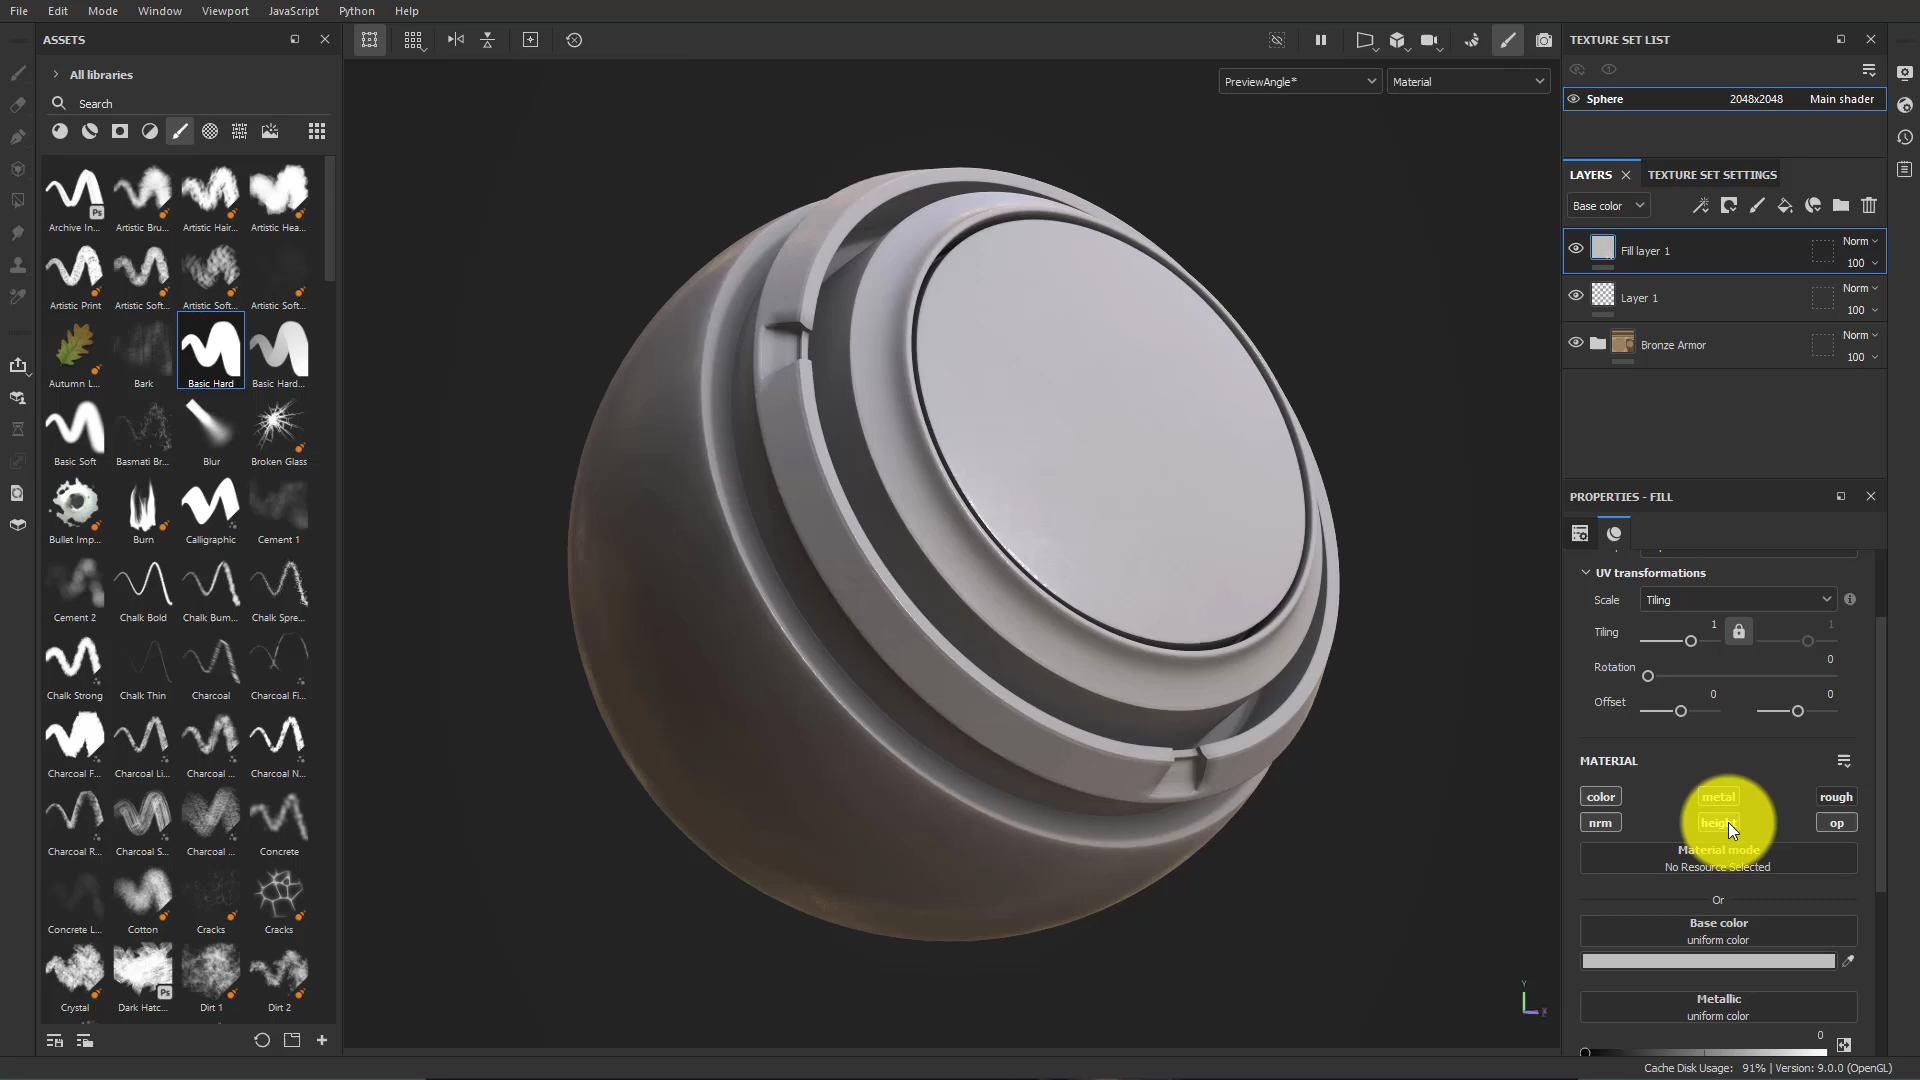 File Edit Mode Window Viewport JavaScript Python Help
ASSETS
All libraries
Search
Archive In... Artistic Bru... Artistic Hair... Artistic Hea...
Artistic Print Artistic Soft... Artistic Soft... Artistic Soft...
Autumn L... Bark Basic Hard Basic Hard...
Basic Soft Basmati Br... Blur Broken Glass
Bullet Imp... Burn Calligraphic Cement 1
Cement 2 Chalk Bold Chalk Bum... Chalk Spre...
Chalk Strong Chalk Thin Charcoal Charcoal Fi...
Charcoal F... Charcoal Li... Charcoal ... Charcoal N...
Charcoal R... Charcoal S... Charcoal ... Concrete
Concrete L... Cotton Cracks Cracks
Crystal Dark Hatc... Dirt 1 Dirt 2
Ps
Ps
PreviewAngle* Material
Y
TEXTURE SET LIST
Sphere 2048x2048 Main shader
LAYERS TEXTURE SET SETTINGS
Base color
Fill layer 1 Norm
100
Layer 1 Norm
100
Bronze Armor Norm
100
PROPERTIES - FILL
UV transformations
Scale Tiling
Tiling 1 1
Rotation 0
Offset 0 0
MATERIAL
color metal rough
nrm height op
Material mode
No Resource Selected
Or
Base color
uniform color
Metallic
uniform color
0
Cache Disk Usage: 91% | Version: 9.0.0 (OpenGL)